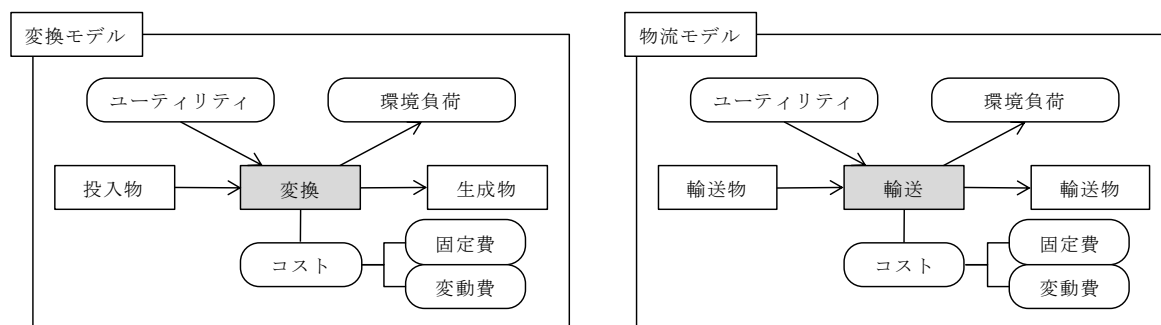 変換モデル
ユーティリティ
環境負荷
投入物
変換
生成物
コスト
固定費
変動費
物流モデル
ユーティリティ
環境負荷
輸送物
輸送
輸送物
コスト
固定費
変動費